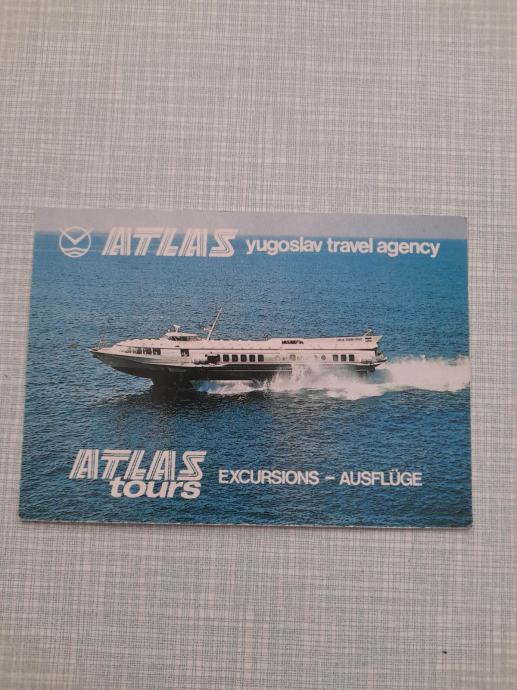 ATLAS yugoslav travel agency
ATLAS
tours EXCURSIONS - AUSFLÜGE